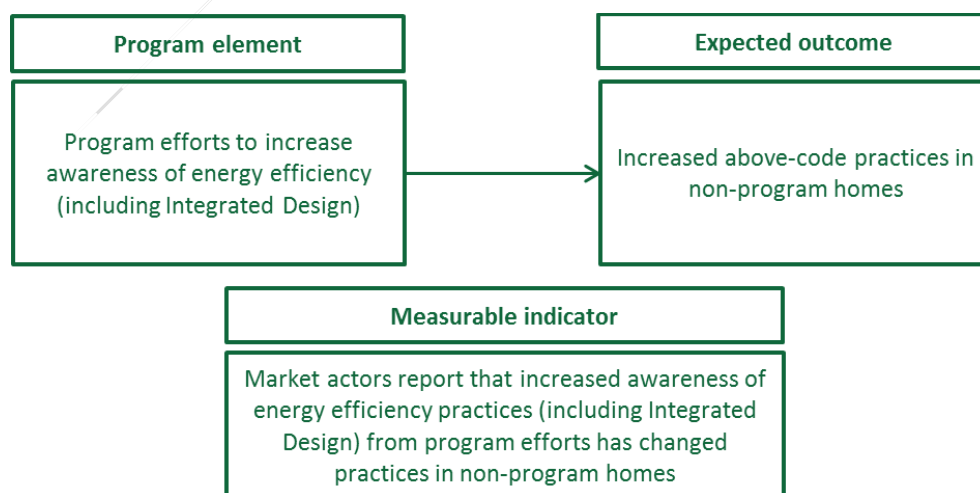 Program element
Expected outcome
Program efforts to increase
awareness of energy efficiency
(including Integrated Design)
Increased above-code practices in
non-program homes
Measurable indicator
Market actors report that increased awareness of
energy efficiency practices (including Integrated
Design) from program efforts has changed
practices in non-program homes